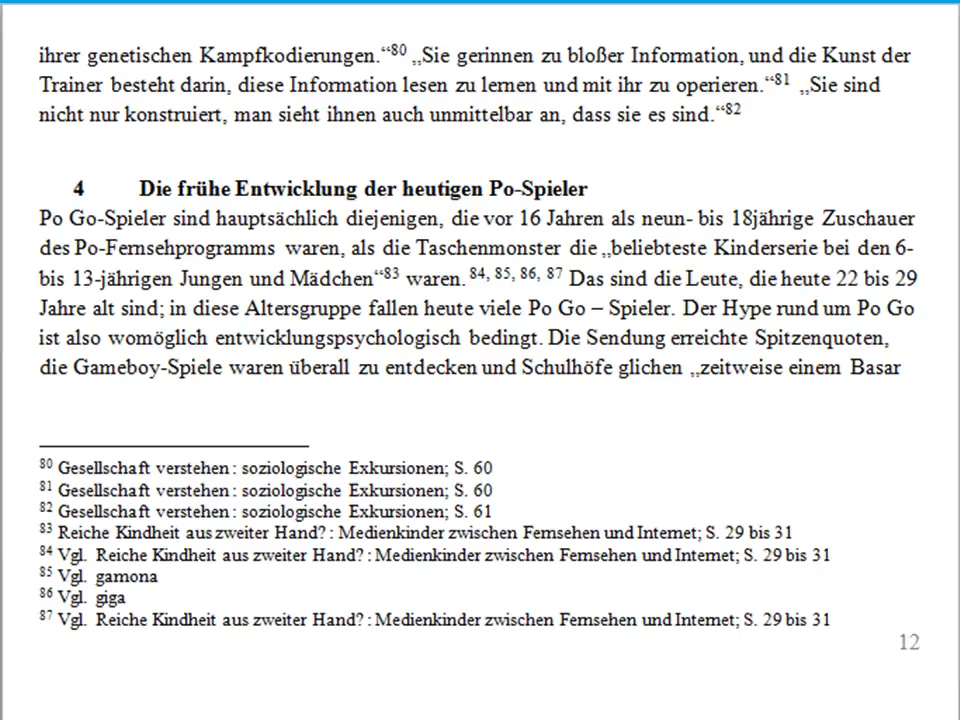 ihrer genetischen Kampfkodierungen.“80 „Sie gerinnen zu bloßer Information, und die Kunst der
Trainer besteht darin, diese Information lesen zu lernen und mit ihr zu operieren.“81 „Sie sind
nicht nur konstruiert, man sieht ihnen auch unmittelbar an, dass sie es sind.“82
4 Die frühe Entwicklung der heutigen Po-Spieler
Po Go-Spieler sind hauptsächlich diejenigen, die vor 16 Jahren als neun- bis 18jährige Zuschauer
des Po-Fernsehprogramms waren, als die Taschenmonster die „beliebteste Kinderserie bei den 6-
bis 13-jährigen Jungen und Mädchen“83 waren. 84, 85, 86, 87 Das sind die Leute, die heute 22 bis 29
Jahre alt sind; in diese Altersgruppe fallen heute viele Po Go – Spieler. Der Hype rund um Po Go
ist also womöglich entwicklungspsychologisch bedingt. Die Sendung erreichte Spitzenquoten,
die Gameboy-Spiele waren überall zu entdecken und Schulhöfe glichen „zeitweise einem Basar
80 Gesellschaft verstehen : soziologische Exkursionen; S. 60
81 Gesellschaft verstehen : soziologische Exkursionen; S. 60
82 Gesellschaft verstehen : soziologische Exkursionen; S. 61
83 Reiche Kindheit aus zweiter Hand? : Medienkinder zwischen Fernsehen und Internet; S. 29 bis 31
84 Vgl. Reiche Kindheit aus zweiter Hand? : Medienkinder zwischen Fernsehen und Internet; S. 29 bis 31
85 Vgl. gamona
86 Vgl. giga
87 Vgl. Reiche Kindheit aus zweiter Hand? : Medienkinder zwischen Fernsehen und Internet; S. 29 bis 31
12